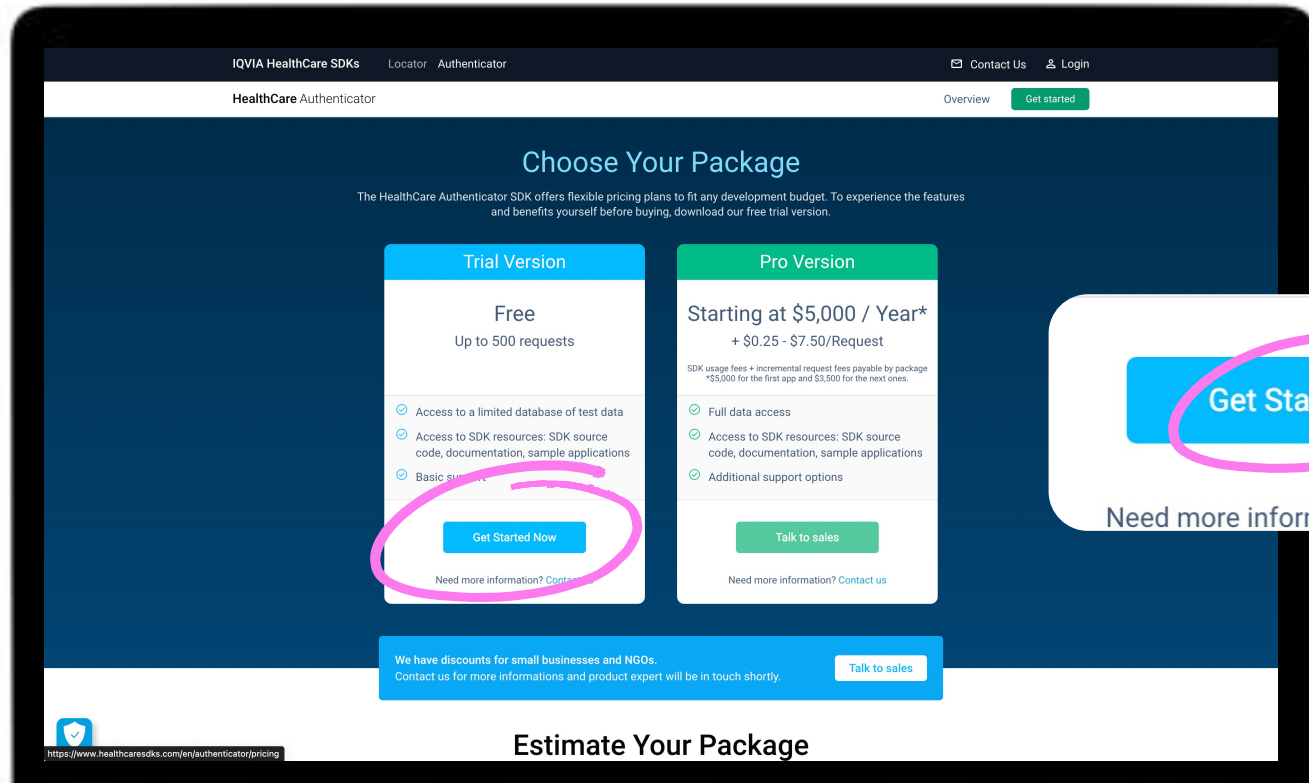 IQVIA HealthCare SDKs Locator Authenticator Contact Us Login
HealthCare Authenticator Overview Get started
Choose Your Package
The HealthCare Authenticator SDK offers flexible pricing plans to fit any development budget. To experience the features
and benefits yourself before buying, download our free trial version.
Trial Version
Free
Up to 500 requests
Access to a limited database of test data
Access to SDK resources: SDK source
code, documentation, sample applications
Basic
Get Started Now
Need more information?
Pro Version
Starting at $5,000 / Year*
+ $0.25 - $7.50/Request
SDK usage fees + incremental request fees payable by package
*$5,000 for the first app and $3,500 for the next ones.
Full data access
Access to SDK resources: SDK source
code, documentation, sample applications
Additional support options
Talk to sales
Need more information? Contact us
Get Sta
Need more infor
We have discounts for small businesses and NGOs.
Contact us for more informations and product expert will be in touch shortly.
Talk to sales
Estimate Your Package
https://www.healthcaresdks.com/en/authenticator/pricing